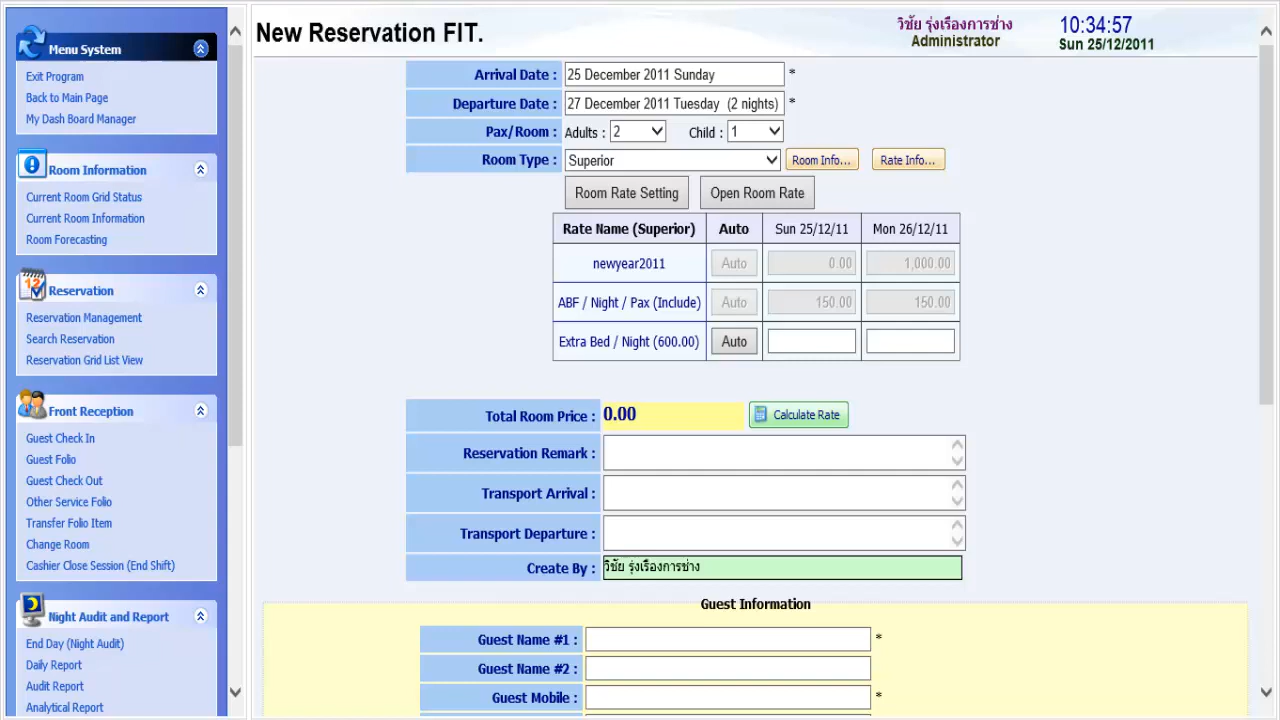 Menu System
Exit Program
Back to Main Page
My Dash Board Manager
Room Information
Current Room Grid Status
Current Room Information
Room Forecasting
12
Reservation
Reservation Management
Search Reservation
Reservation Grid List View
Front Reception
Guest Check In
Guest Folio
Guest Check Out
Other Service Folio
Transfer Folio Item
Change Room
Cashier Close Session (End Shift)
Night Audit and Report
End Day (Night Audit)
Daily Report
Audit Report
Analytical Report
New Reservation FIT.
วิชัย รุ่งเรืองการช่าง
Administrator
10:34:57
Sun 25/12/2011
Arrival Date : 25 December 2011 Sunday *
Departure Date : 27 December 2011 Tuesday (2 nights) *
Pax/Room : Adults : 2 Child : 1
Room Type : Superior Room Info... Rate Info...
Room Rate Setting Open Room Rate
Rate Name (Superior) Auto Sun 25/12/11 Mon 26/12/11
newyear2011 Auto 0.00 1,000.00
ABF / Night / Pax (Include) Auto 150.00 150.00
Extra Bed / Night (600.00) Auto
Total Room Price : 0.00 Calculate Rate
Reservation Remark :
Transport Arrival :
Transport Departure :
Create By : วิชัย รุ่งเรืองการช่าง
Guest Information
Guest Name #1 : *
Guest Name #2 :
Guest Mobile : *